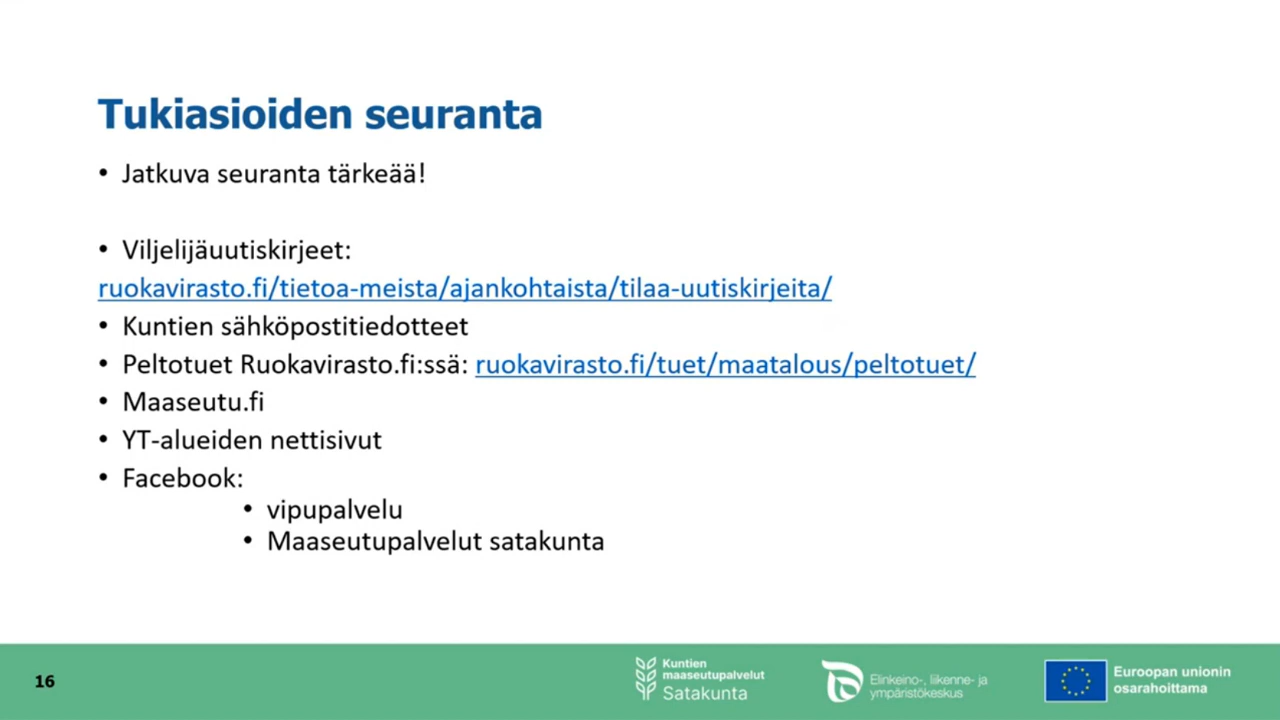 Tukiasioiden seuranta
• Jatkuva seuranta tärkeää!
• Viljelijäuutiskirjeet:
ruokavirasto.fi/tietoa-meista/ajankohtaista/tilaa-uutiskirjeita/
• Kuntien sähköpostitiedotteet
• Peltotuet Ruokavirasto.fi:ssä: ruokavirasto.fi/tuet/maatalous/peltotuet/
• Maaseutu.fi
• YT-alueiden nettisivut
• Facebook:
• vipupalvelu
• Maaseutupalvelut satakunta
16
Kuntien
maaseutupalvelut
Satakunta
Elinkeino-, liikenne- ja
ympäristökeskus
Euroopan unionin
osarahoittama